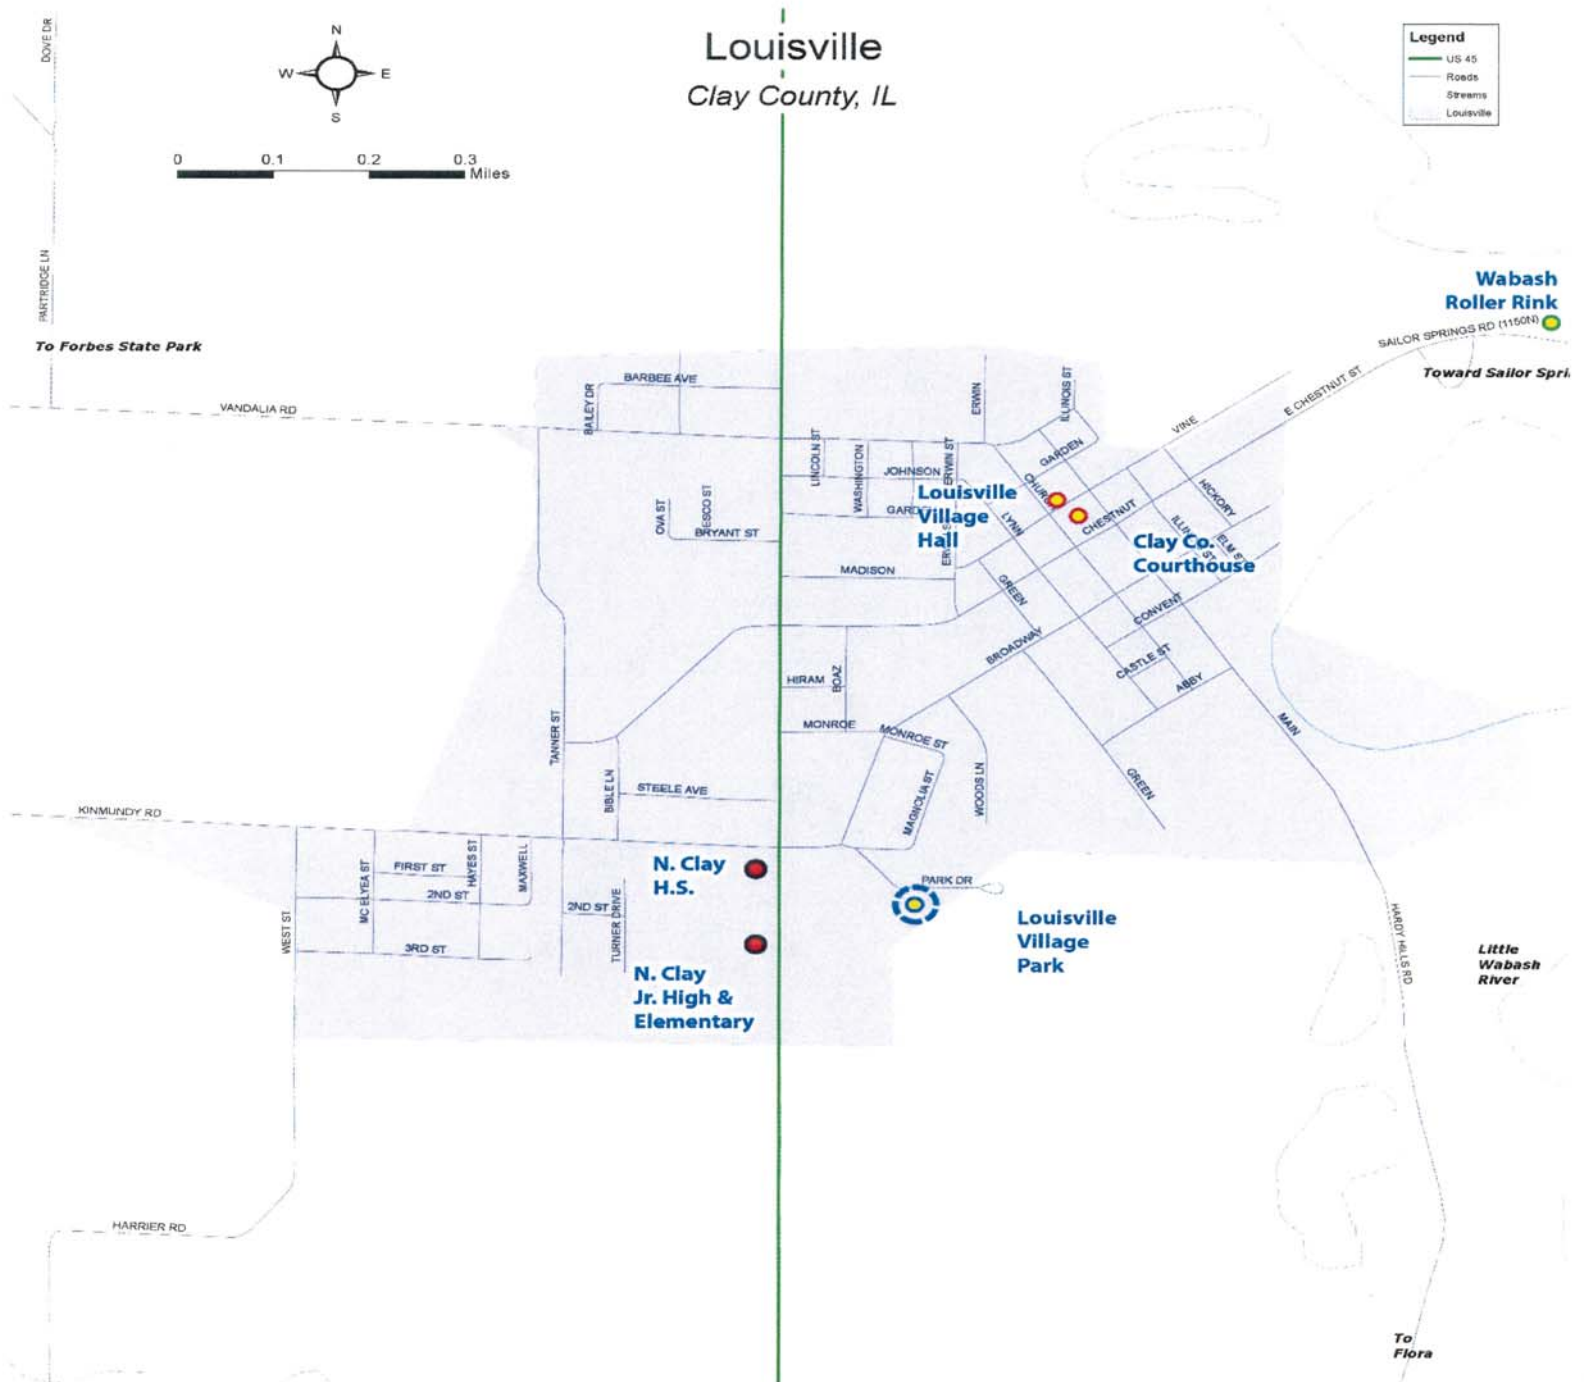 Louisville
Clay County, IL
N
W
E
S
0
0.1
0.2
0.3
Miles
Legend
US 45
Roads
Streams
Louisville
DOVE DR
PARTRIDGE LN
To Forbes State Park
VANDALIA RD
Wabash
Roller Rink
SAILOR SPRINGS RD (1150N)
Toward Sailor Spri
E CHESTNUT ST
VINE
BARBEE AVE
BAILEY DR
ERWIN
ILLINOIS ST
GARDEN
LINCOLN ST
WASHINGTON
JOHNSON
ERWIN ST
CHUR
Louisville
Village
Hall
GARD
LYNN
CHESTNUT
HICKORY
ILLIN
ST
ELM ST
Clay Co.
Courthouse
OVA ST
ESCO ST
BRYANT ST
MADISON
GREEN
CONVENT
BROADWAY
CASTLE ST
ABBY
MAIN
HIRAM
BOAZ
MONROE
MONROE ST
TANNER ST
BIBLE LN
STEELE AVE
MAGNOLIA ST
WOODS LN
GREEN
KINMUNDY RD
FIRST ST
HAYES ST
MAXWELL
MC ELYEA ST
2ND ST
2ND ST
TURNER DRIVE
WEST ST
3RD ST
N. Clay
H.S.
PARK DR
N. Clay
Jr. High &
Elementary
Louisville
Village
Park
HARDY HILLS RD
Little
Wabash
River
HARRIER RD
To
Flora